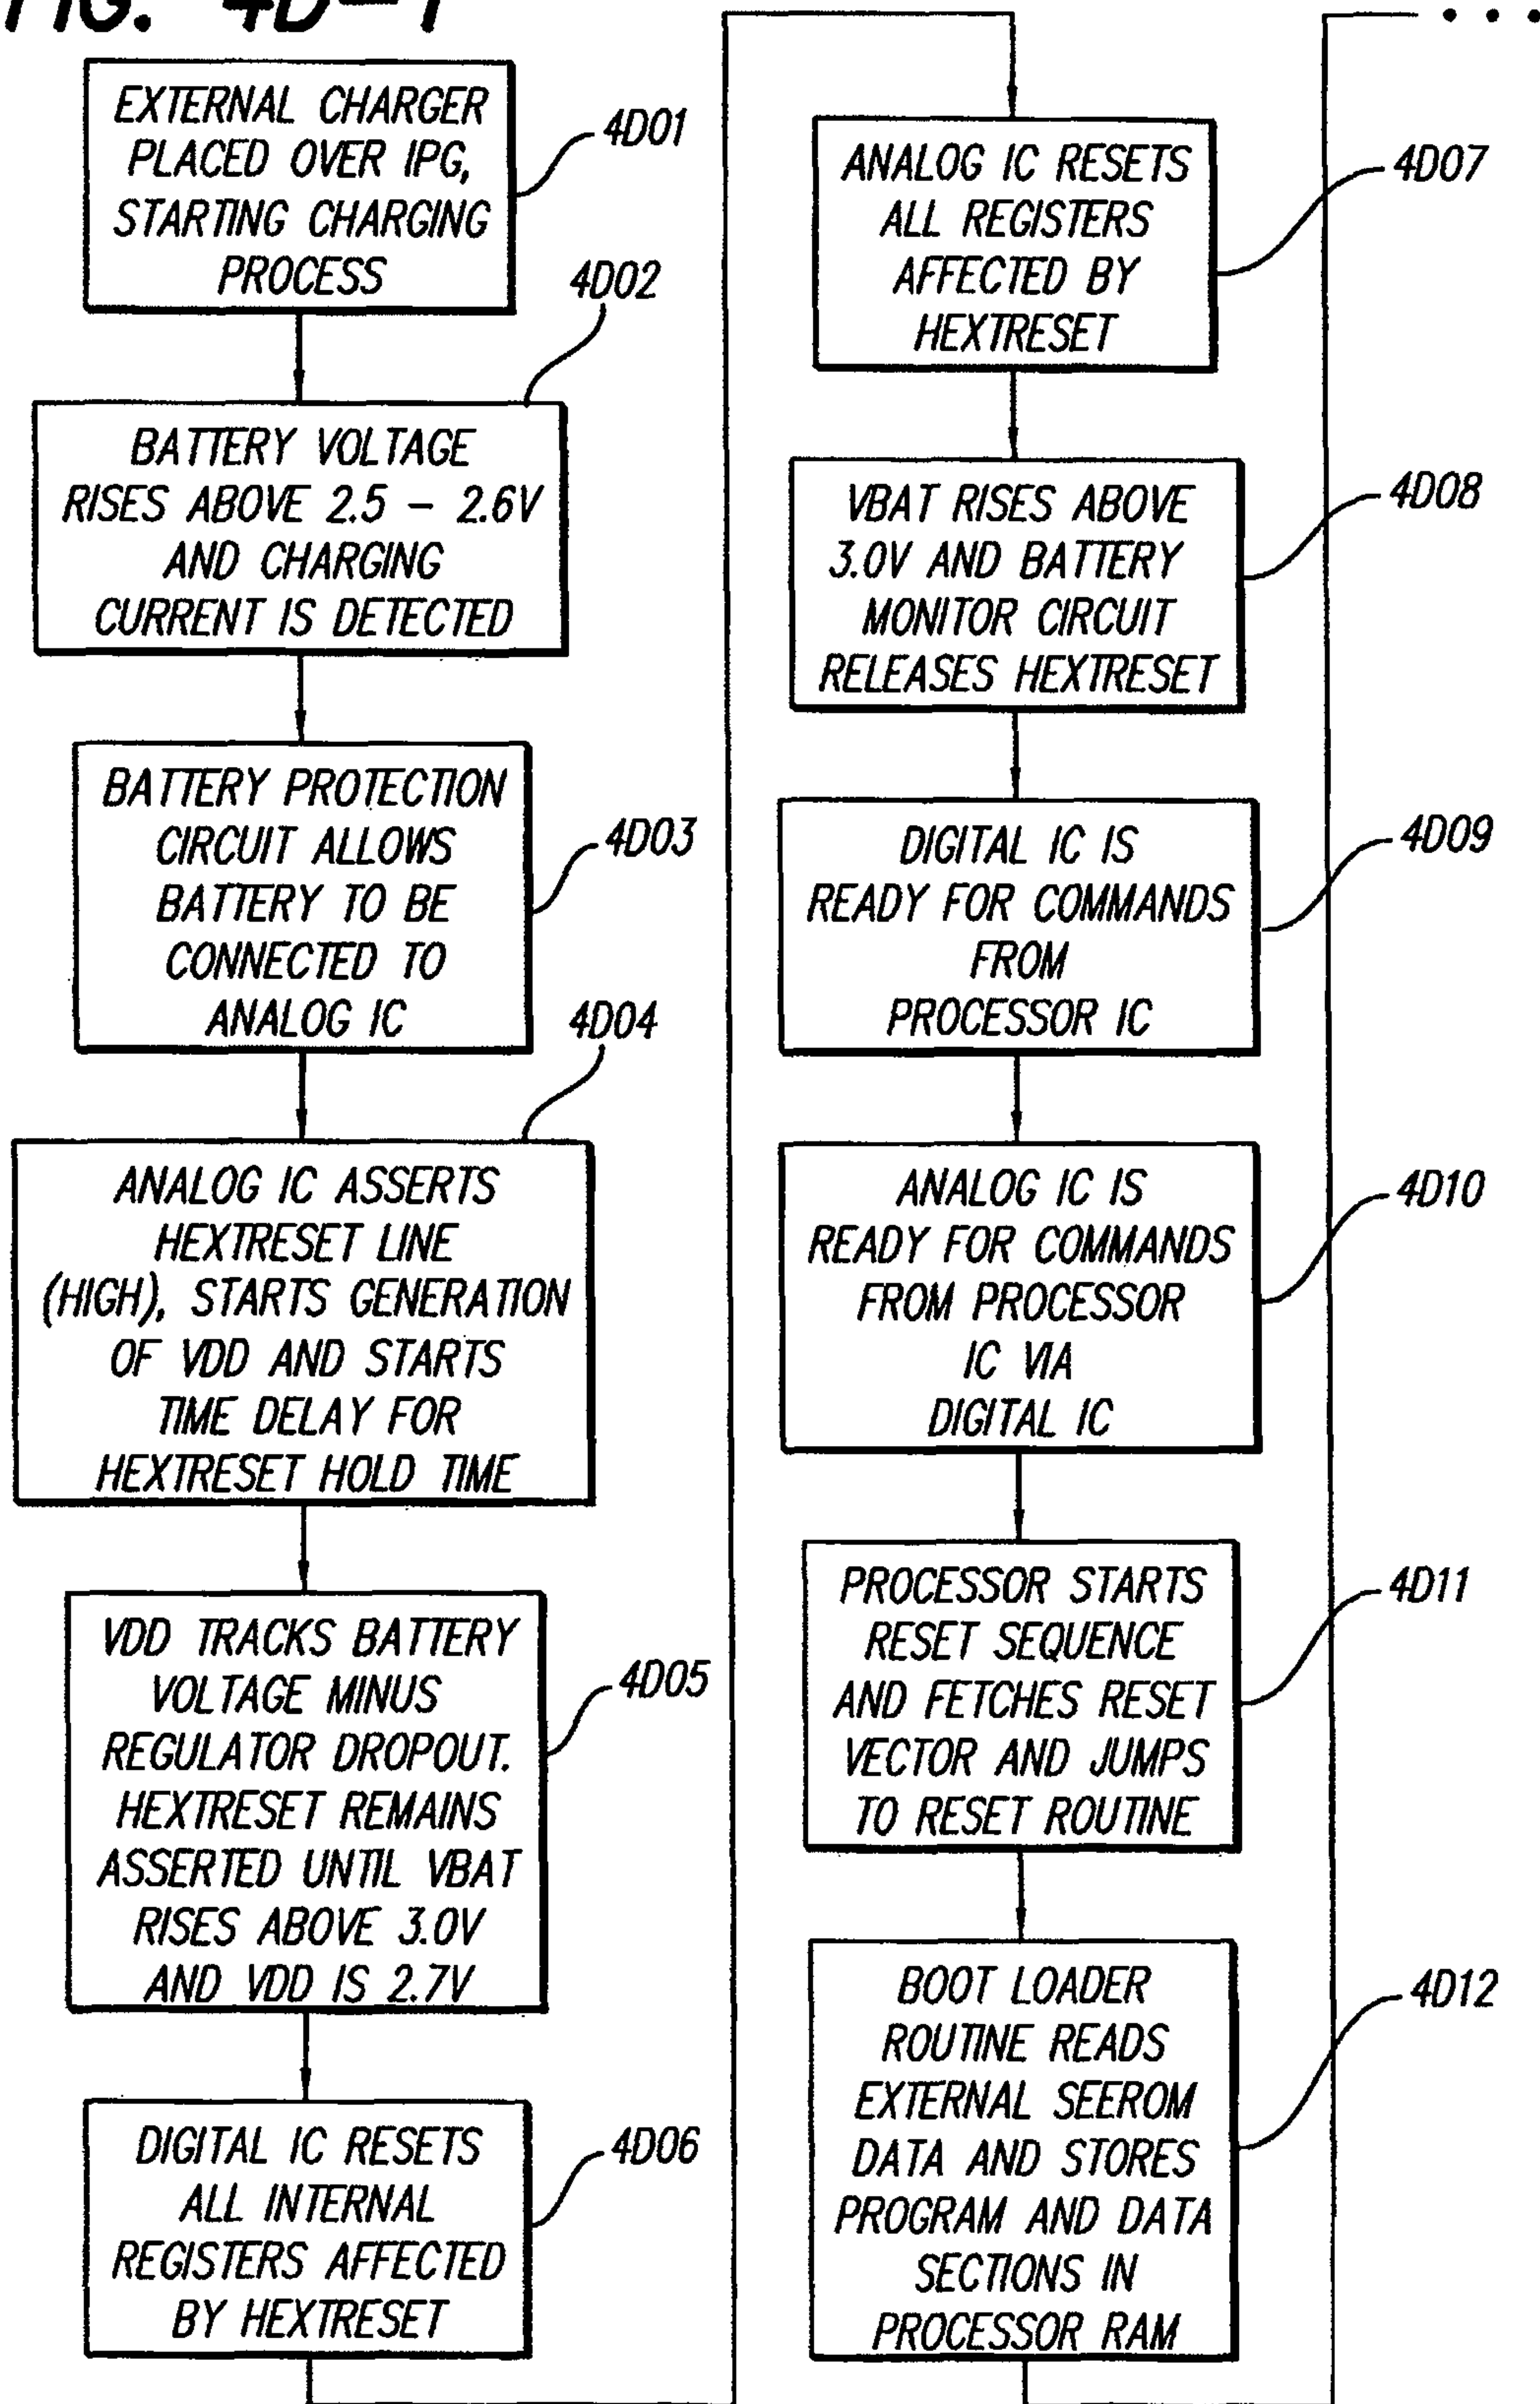 FIG. 4D-1
EXTERNAL CHARGER
PLACED OVER IPG,
STARTING CHARGING
PROCESS
4D01
BATTERY VOLTAGE
RISES ABOVE 2.5 - 2.6V
AND CHARGING
CURRENT IS DETECTED
4D02
BATTERY PROTECTION
CIRCUIT ALLOWS
BATTERY TO BE
CONNECTED TO
ANALOG IC
4D03
ANALOG IC ASSERTS
HEXTRESET LINE
(HIGH), STARTS GENERATION
OF VDD AND STARTS
TIME DELAY FOR
HEXTRESET HOLD TIME
4D04
VDD TRACKS BATTERY
VOLTAGE MINUS
REGULATOR DROPOUT.
HEXTRESET REMAINS
ASSERTED UNTIL VBAT
RISES ABOVE 3.0V
AND VDD IS 2.7V
4D05
DIGITAL IC RESETS
ALL INTERNAL
REGISTERS AFFECTED
BY HEXTRESET
4D06
ANALOG IC RESETS
ALL REGISTERS
AFFECTED BY
HEXTRESET
4D07
VBAT RISES ABOVE
3.0V AND BATTERY
MONITOR CIRCUIT
RELEASES HEXTRESET
4D08
DIGITAL IC IS
READY FOR COMMANDS
FROM
PROCESSOR IC
4D09
ANALOG IC IS
READY FOR COMMANDS
FROM PROCESSOR
IC VIA
DIGITAL IC
4D10
PROCESSOR STARTS
RESET SEQUENCE
AND FETCHES RESET
VECTOR AND JUMPS
TO RESET ROUTINE
4D11
BOOT LOADER
ROUTINE READS
EXTERNAL SEEROM
DATA AND STORES
PROGRAM AND DATA
SECTIONS IN
PROCESSOR RAM
4D12